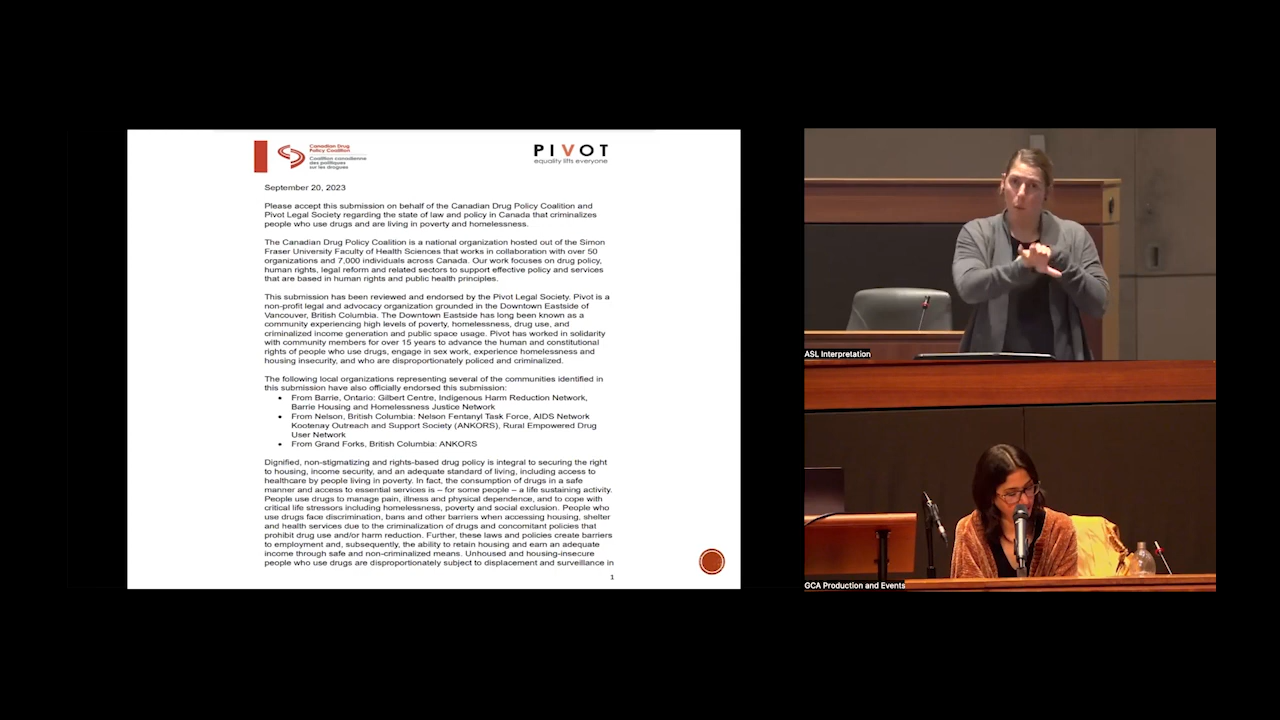 Canadian Drug
Policy Coalition
Coalition canadienne
des politiques
sur les drogues
PIVOT
equality lifts everyone
September 20, 2023
Please accept this submission on behalf of the Canadian Drug Policy Coalition and
Pivot Legal Society regarding the state of law and policy in Canada that criminalizes
people who use drugs and are living in poverty and homelessness.
The Canadian Drug Policy Coalition is a national organization hosted out of the Simon
Fraser University Faculty of Health Sciences that works in collaboration with over 50
organizations and 7,000 individuals across Canada. Our work focuses on drug policy,
human rights, legal reform and related sectors to support effective policy and services
that are based in human rights and public health principles.
This submission has been reviewed and endorsed by the Pivot Legal Society. Pivot is a
non-profit legal and advocacy organization grounded in the Downtown Eastside of
Vancouver, British Columbia. The Downtown Eastside has long been known as a
community experiencing high levels of poverty, homelessness, drug use, and
criminalized income generation and public space usage. Pivot has worked in solidarity
with community members for over 15 years to advance the human and constitutional
rights of people who use drugs, engage in sex work, experience homelessness and
housing insecurity, and who are disproportionately policed and criminalized.
The following local organizations representing several of the communities identified in
this submission have also officially endorsed this submission:
• From Barrie, Ontario: Gilbert Centre, Indigenous Harm Reduction Network,
Barrie Housing and Homelessness Justice Network
• From Nelson, British Columbia: Nelson Fentanyl Task Force, AIDS Network
Kootenay Outreach and Support Society (ANKORS), Rural Empowered Drug
User Network
• From Grand Forks, British Columbia: ANKORS
Dignified, non-stigmatizing and rights-based drug policy is integral to securing the right
to housing, income security, and an adequate standard of living, including access to
healthcare by people living in poverty. In fact, the consumption of drugs in a safe
manner and access to essential services is – for some people – a life sustaining activity.
People use drugs to manage pain, illness and physical dependence, and to cope with
critical life stressors including homelessness, poverty and social exclusion. People who
use drugs face discrimination, bans and other barriers when accessing housing, shelter
and health services due to the criminalization of drugs and concomitant policies that
prohibit drug use and/or harm reduction. Further, these laws and policies create barriers
to employment and, subsequently, the ability to retain housing and earn an adequate
income through safe and non-criminalized means. Unhoused and housing-insecure
people who use drugs are disproportionately subject to displacement and surveillance in
1
ASL Interpretation
GCA Production and Events